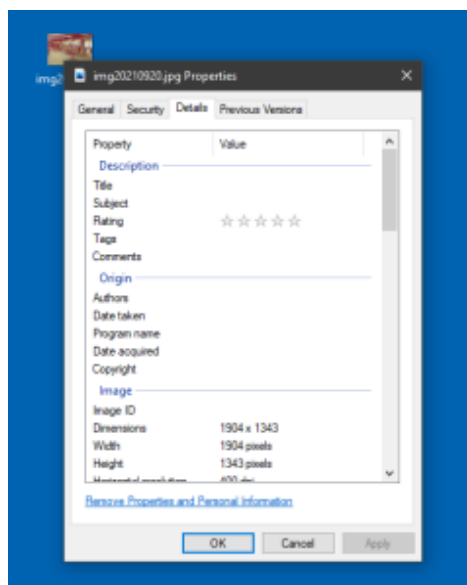 img20210920.jpg Properties
General Security Details Previous Versions
Property Value
Description
Title
Subject
Rating
Tags
Comments
Origin
Authors
Date taken
Program name
Date acquired
Copyright
Image
Image ID
Dimensions 1904 x 1343
Width 1904 pixels
Height 1343 pixels
Remove Properties and Personal Information
OK Cancel Apply